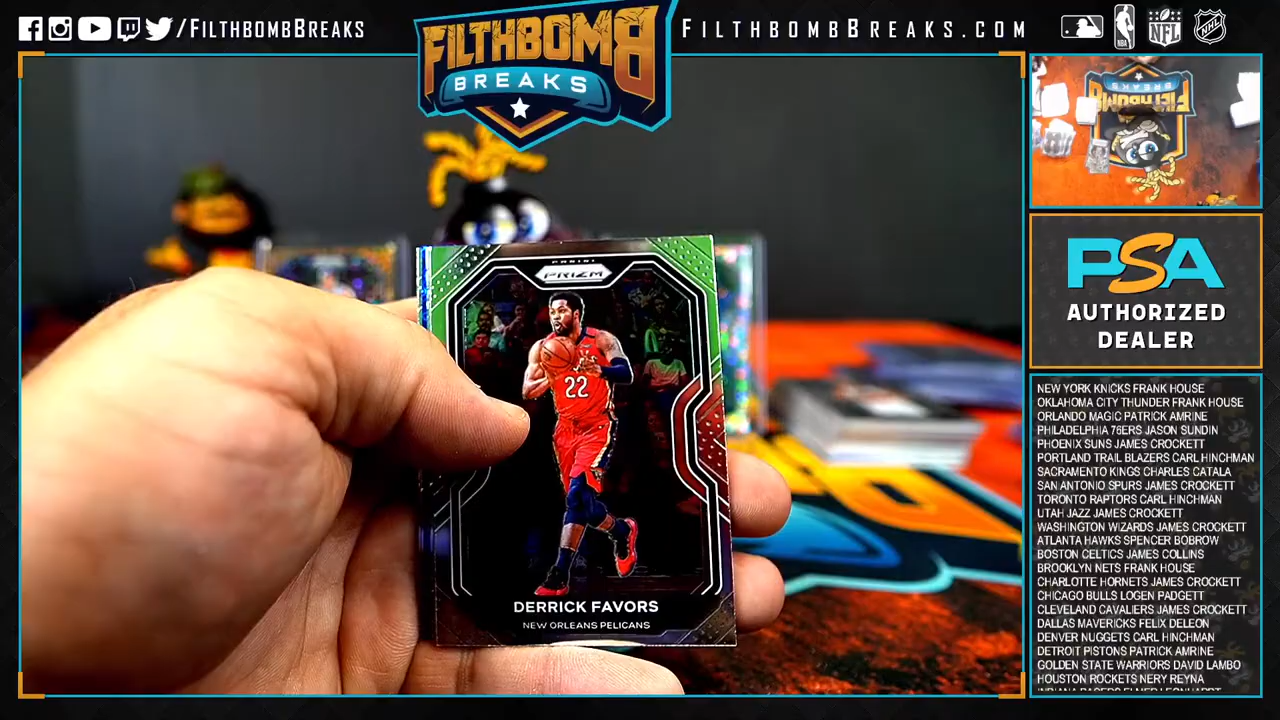 /FILTHBOMBBREAKS
FILTHBOMB
BREAKS
FILTHBOMBBREAKS.COM
NBA
NFL
NHL
PSA
AUTHORIZED
DEALER
PANINI
PRIZM
22
DERRICK FAVORS
NEW ORLEANS PELICANS
NEW YORK KNICKS FRANK HOUSE
OKLAHOMA CITY THUNDER FRANK HOUSE
ORLANDO MAGIC PATRICK AMRINE
PHILADELPHIA 76ERS JASON SUNDIN
PHOENIX SUNS JAMES CROCKETT
PORTLAND TRAIL BLAZERS CARL HINCHMAN
SACRAMENTO KINGS CHARLES CATALA
SAN ANTONIO SPURS JAMES CROCKETT
TORONTO RAPTORS CARL HINCHMAN
UTAH JAZZ JAMES CROCKETT
WASHINGTON WIZARDS JAMES CROCKETT
ATLANTA HAWKS SPENCER BOBROW
BOSTON CELTICS JAMES COLLINS
BROOKLYN NETS FRANK HOUSE
CHARLOTTE HORNETS JAMES CROCKETT
CHICAGO BULLS LOGEN PADGETT
CLEVELAND CAVALIERS JAMES CROCKETT
DALLAS MAVERICKS FELIX DELEON
DENVER NUGGETS CARL HINCHMAN
DETROIT PISTONS PATRICK AMRINE
GOLDEN STATE WARRIORS DAVID LAMBO
HOUSTON ROCKETS NERY REYNA